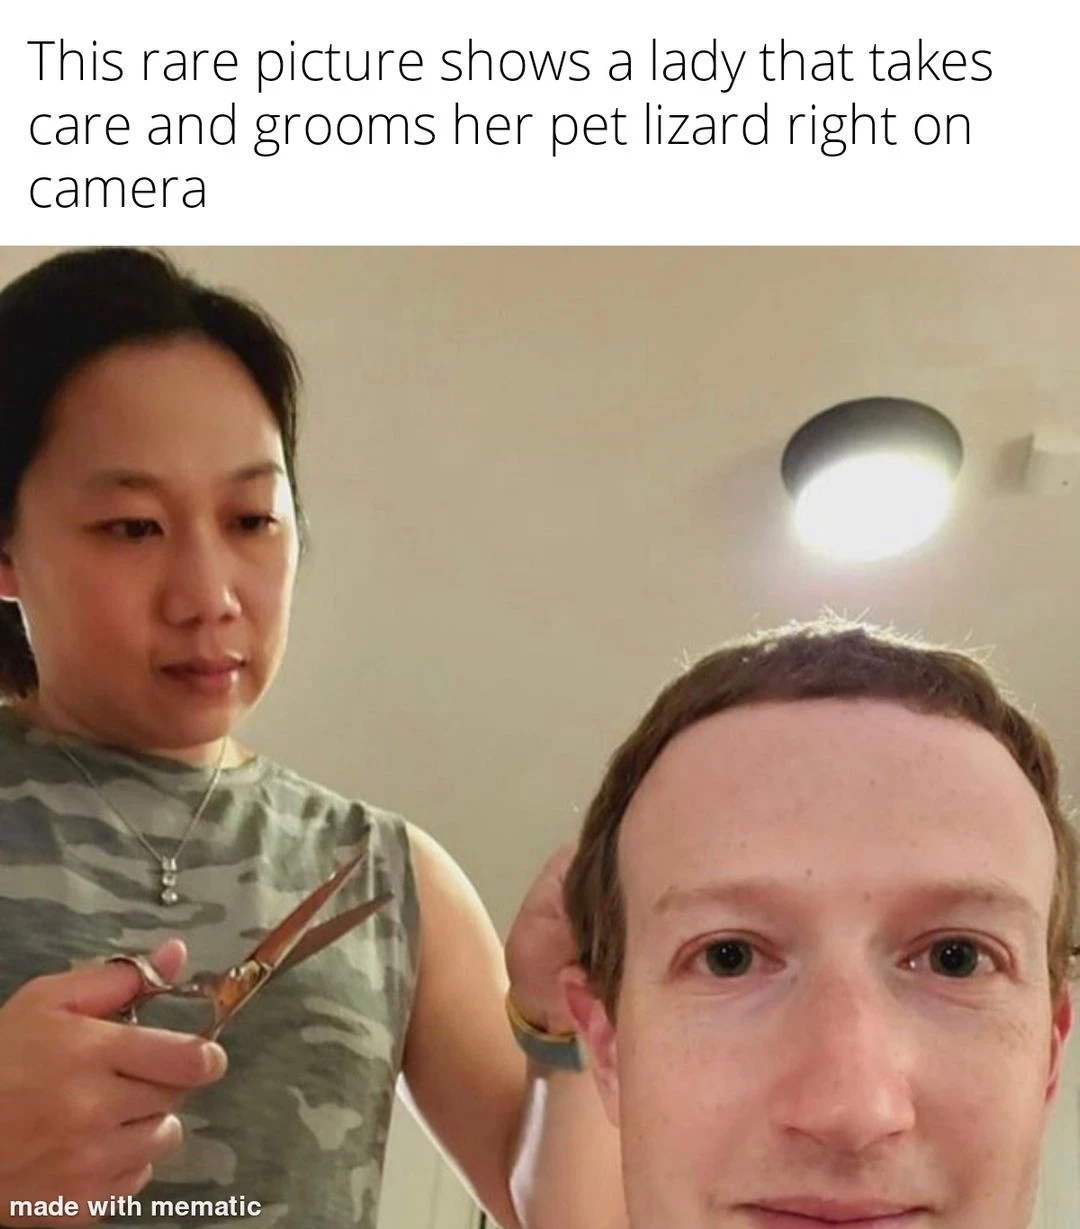 This rare picture shows a lady that takes
care and grooms her pet lizard right on
camera
made with mematic